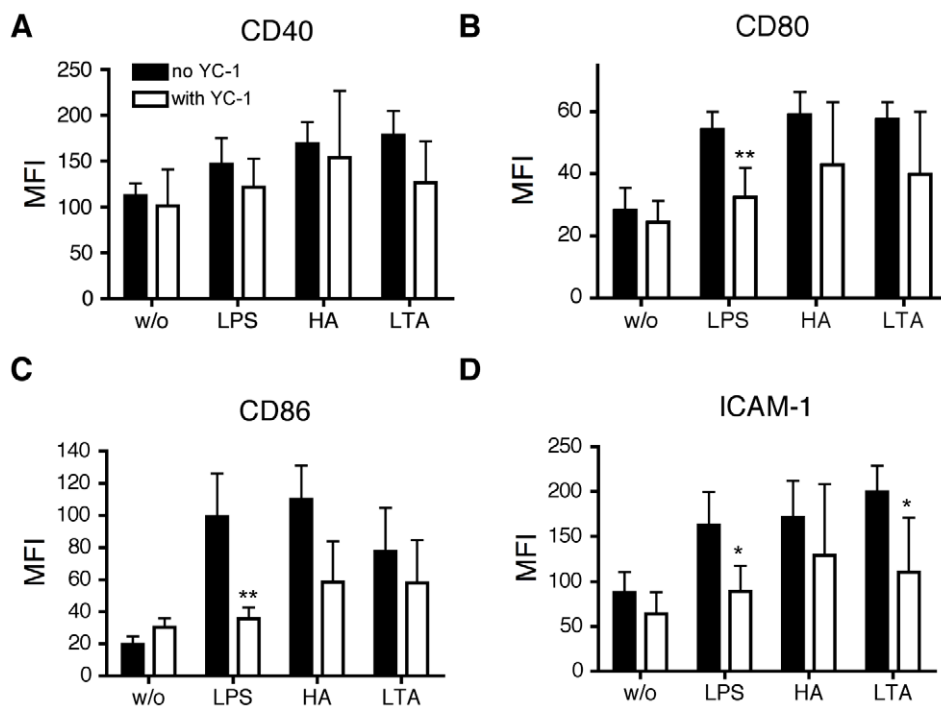 A
CD40
no YC-1
with YC-1
MFI
250
200
150
100
50
0
w/o LPS HA LTA
B
CD80
MFI
60
40
20
0
**
w/o LPS HA LTA
C
CD86
MFI
140
120
100
80
60
40
20
0
**
w/o LPS HA LTA
D
ICAM-1
MFI
250
200
150
100
50
0
*
*
w/o LPS HA LTA